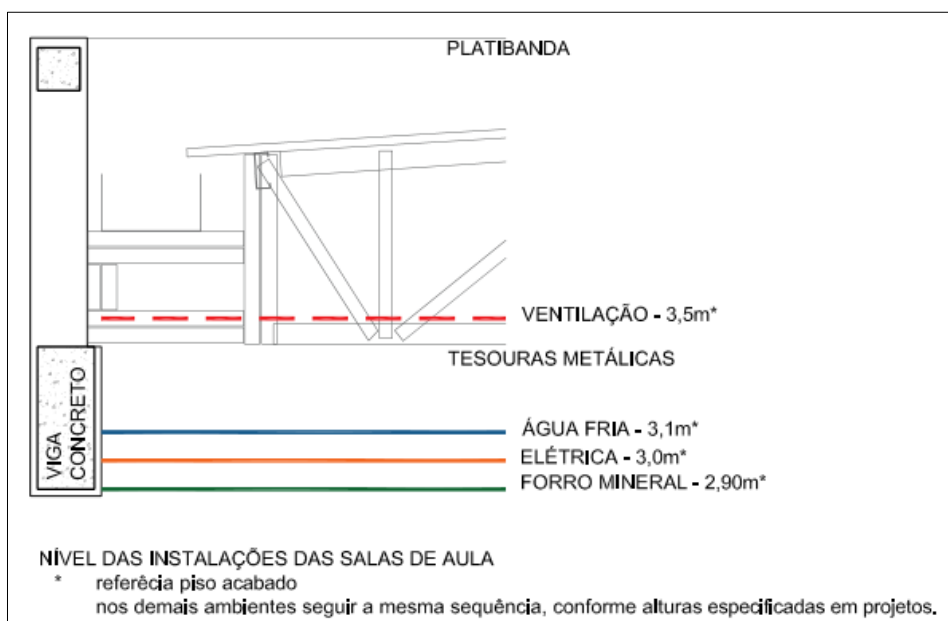 PLATIBANDA
VENTILAÇÃO - 3,5m*
TESOURAS METÁLICAS
VIGA
CONCRETO
ÁGUA FRIA - 3,1m*
ELÉTRICA - 3,0m*
FORRO MINERAL - 2,90m*
NÍVEL DAS INSTALAÇÕES DAS SALAS DE AULA
* referêcia piso acabado
nos demais ambientes seguir a mesma sequência, conforme alturas especificadas em projetos.